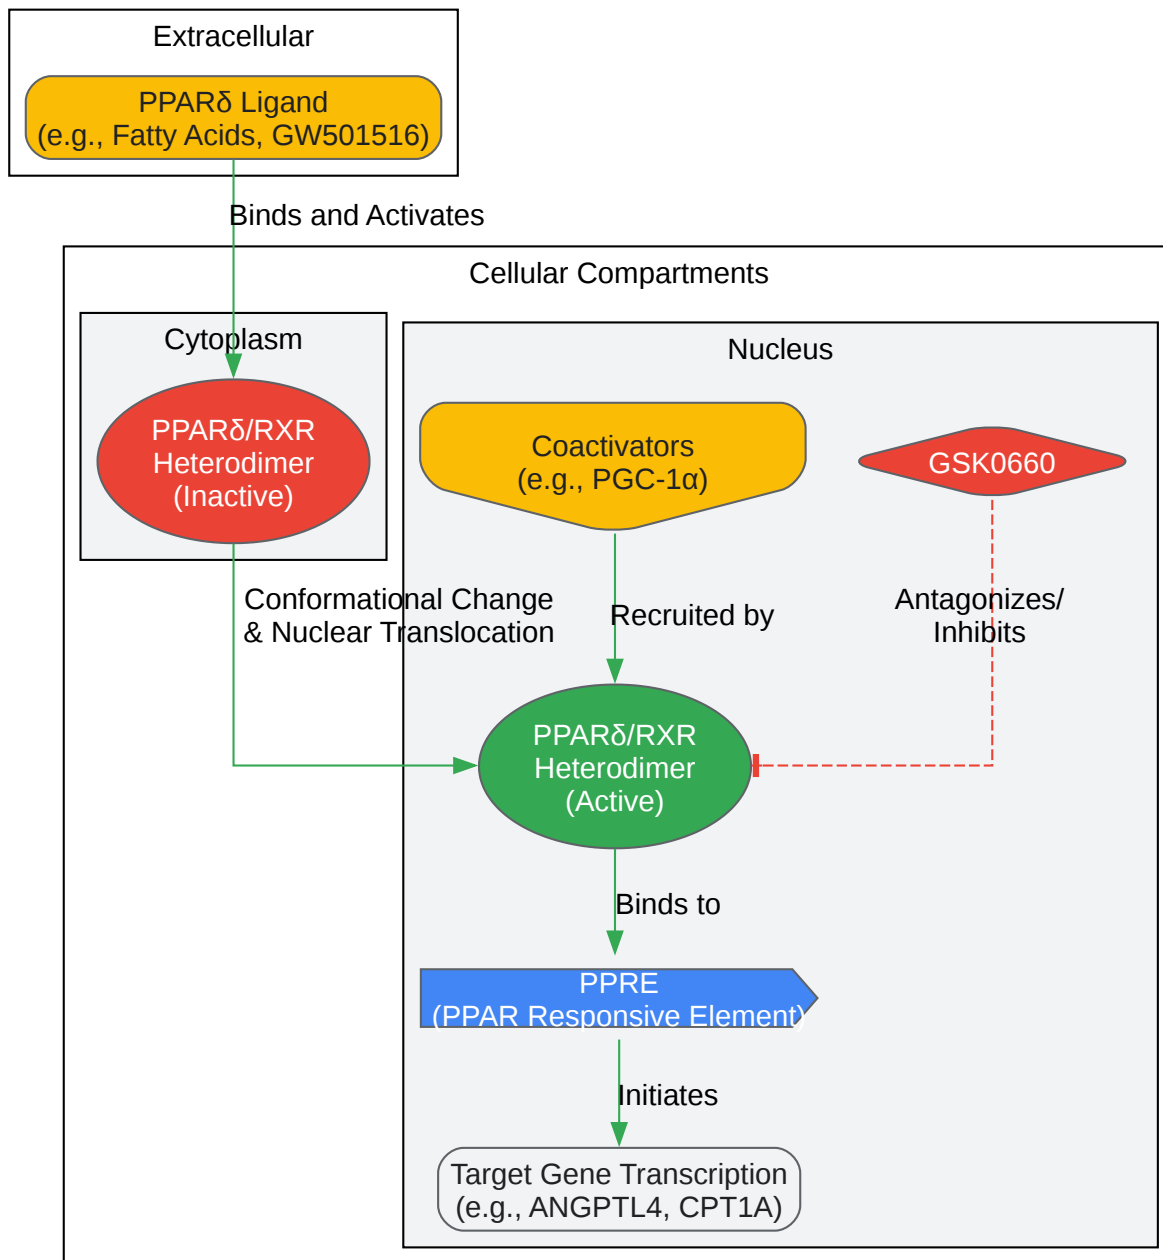 Extracellular
PPARδ Ligand
(e.g., Fatty Acids, GW501516)
Binds and Activates
Cellular Compartments
Cytoplasm
Nucleus
PPARδ/RXR
Heterodimer
(Inactive)
Coactivators
(e.g., PGC-1α)
GSK0660
Conformational Change
& Nuclear Translocation
Recruited by
Antagonizes/
Inhibits
PPARδ/RXR
Heterodimer
(Active)
Binds to
PPRE
(PPAR Responsive Element)
Initiates
Target Gene Transcription
(e.g., ANGPTL4, CPT1A)